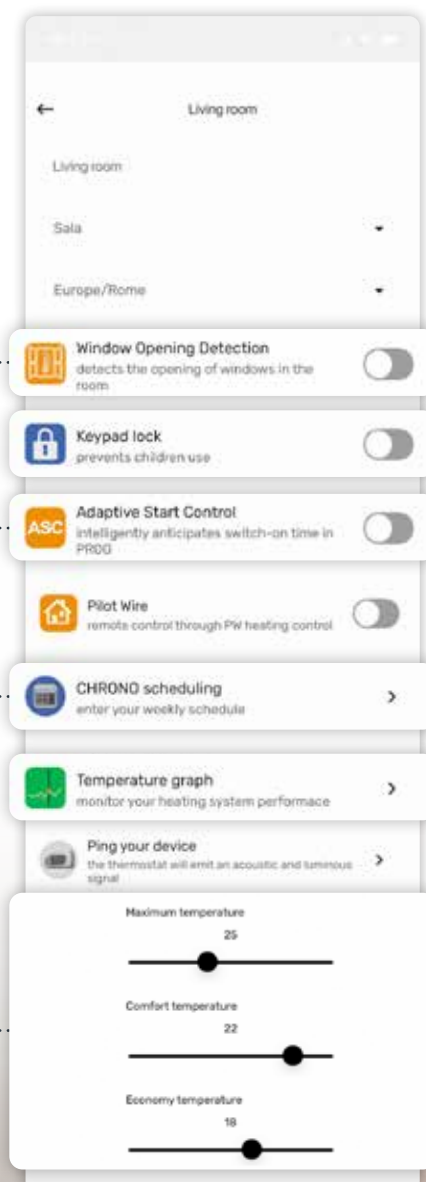 Living room
Living room
Sala
Europe/Rome
Window Opening Detection
detects the opening of windows in the
room
Keypad lock
prevents children use
ASC
Adaptive Start Control
intelligently anticipates switch-on time in
PROG
Pilot Wire
remote control through PW heating control
CHRONO scheduling
enter your weekly schedule
Temperature graph
monitor your heating system performace
Ping your device
the thermostat will emit an acoustic and luminous
signal
Maximum temperature
25
Comfort temperature
22
Economy temperature
18